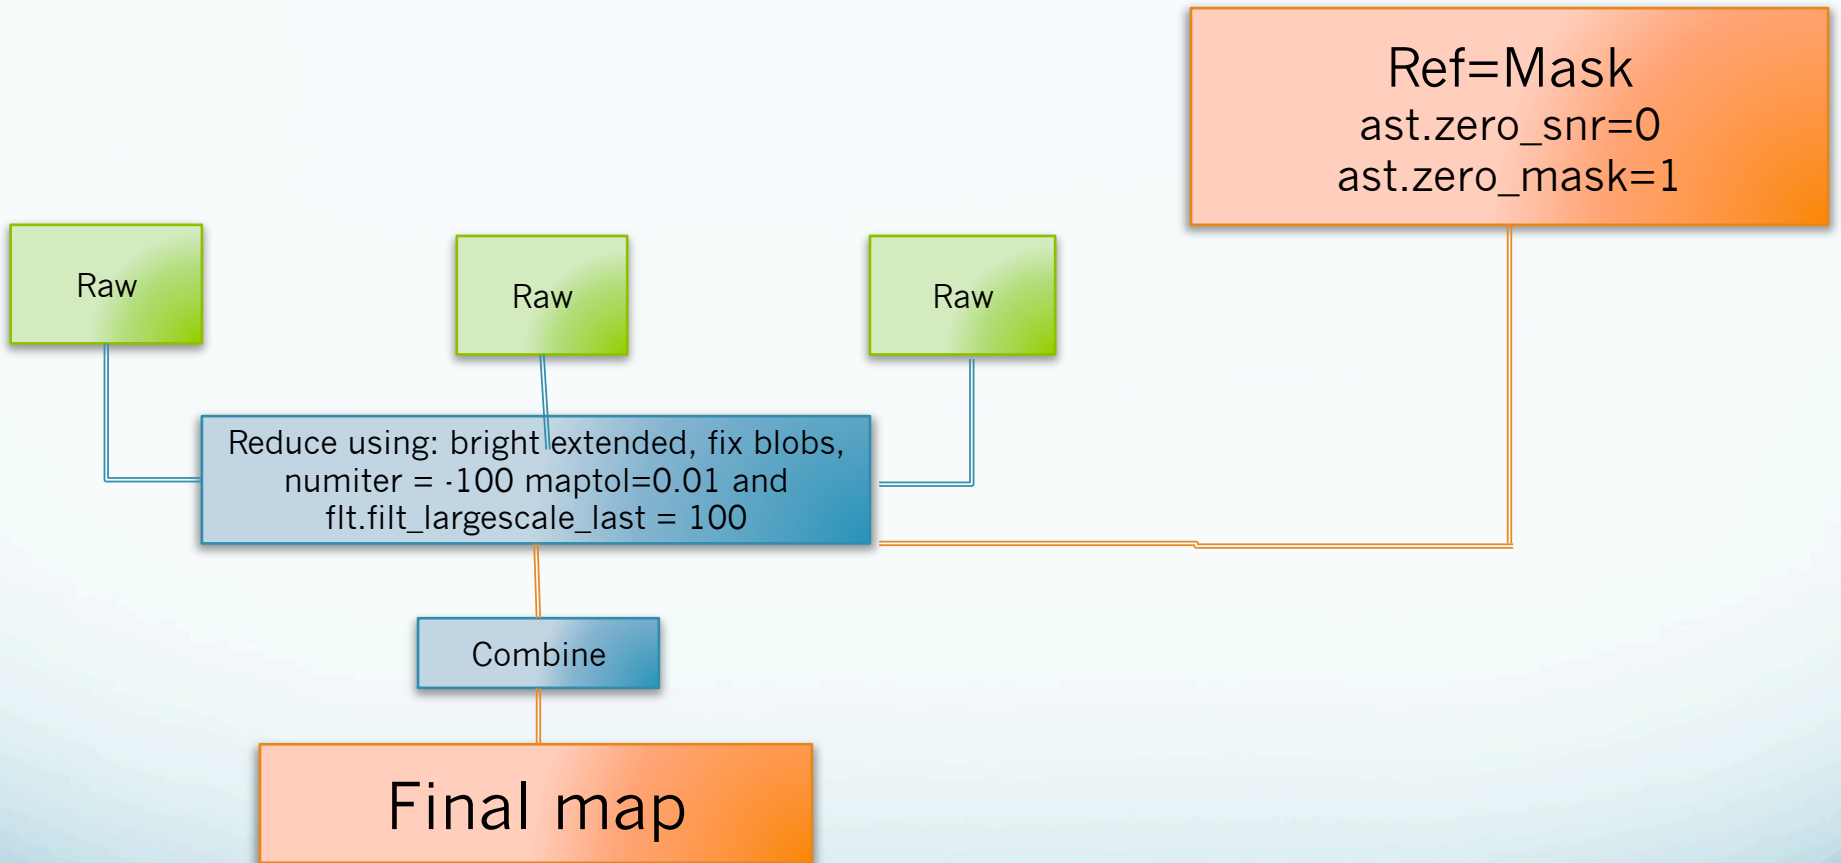 Ref=Mask
ast.zero_snr=0
ast.zero_mask=1
Raw
Raw
Raw
Reduce using: bright extended, fix blobs,
numiter = -100 maptol=0.01 and
flt.filt_largescale_last = 100
Combine
Final map